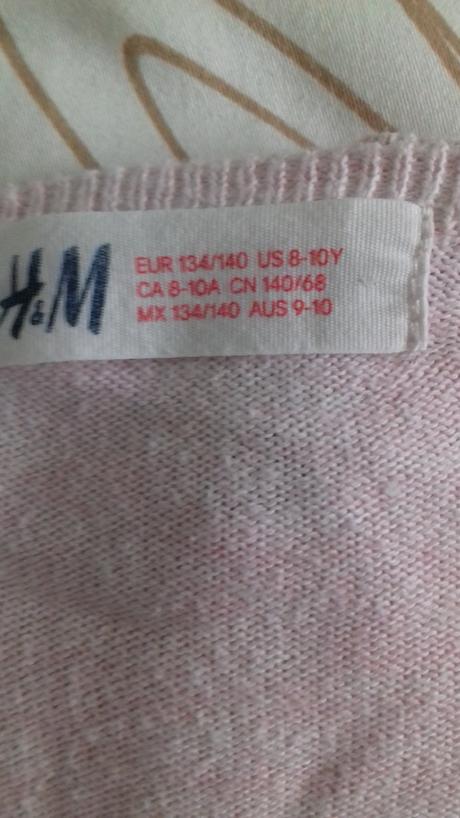 H&M
EUR 134/140 US 8-10Y
CA 8-10A CN 140/68
MX 134/140 AUS 9-10